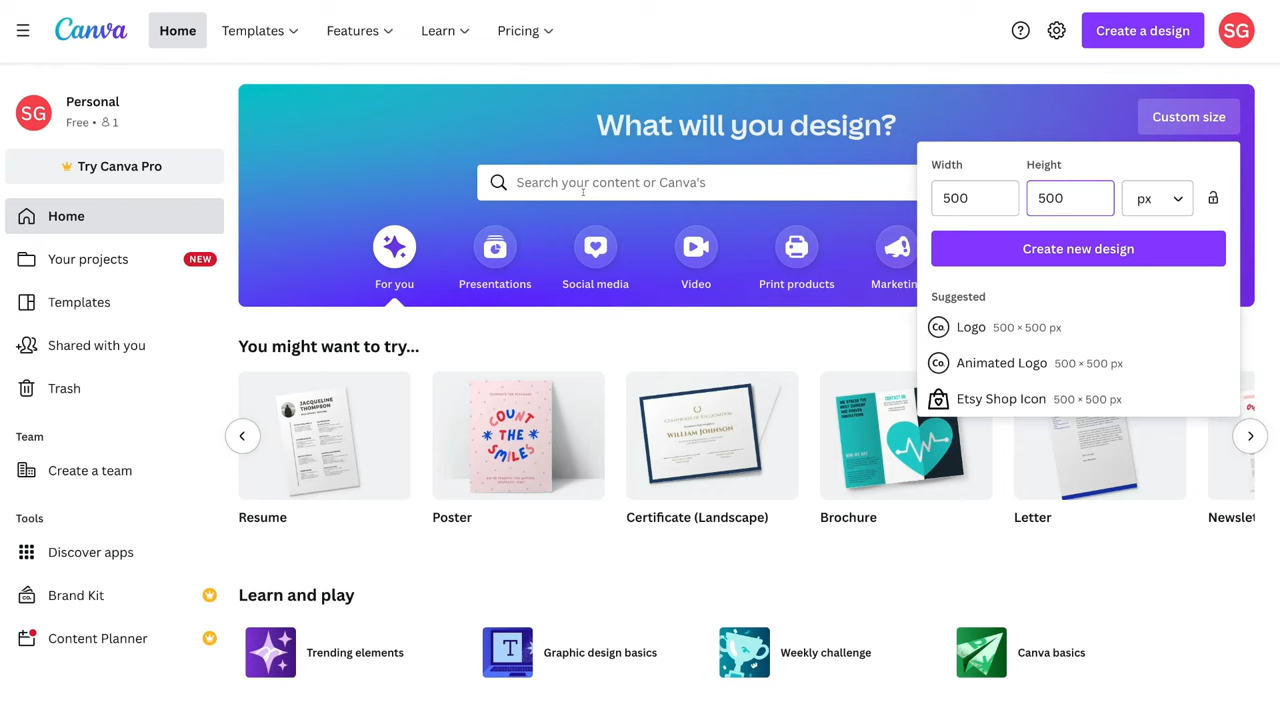 Canva
Home
Templates
Features
Learn
Pricing
Create a design
SG
SG
Personal
Free • 1
Try Canva Pro
Home
Your projects
NEW
Templates
Shared with you
Trash
Team
Create a team
Tools
Discover apps
Brand Kit
Content Planner
What will you design?
Custom size
Search your content or Canva's
Width
Height
500
500
px
Create new design
Suggested
Co. Logo 500 × 500 px
Co. Animated Logo 500 × 500 px
Etsy Shop Icon 500 × 500 px
For you
Presentations
Social media
Video
Print products
Marketin
You might want to try...
JACQUELINE
THOMPSON
COUNT
THE
SMILES
WILLIAM JOHNSON
Resume
Poster
Certificate (Landscape)
Brochure
Letter
Newslet
Learn and play
Trending elements
T
Graphic design basics
Weekly challenge
Canva basics